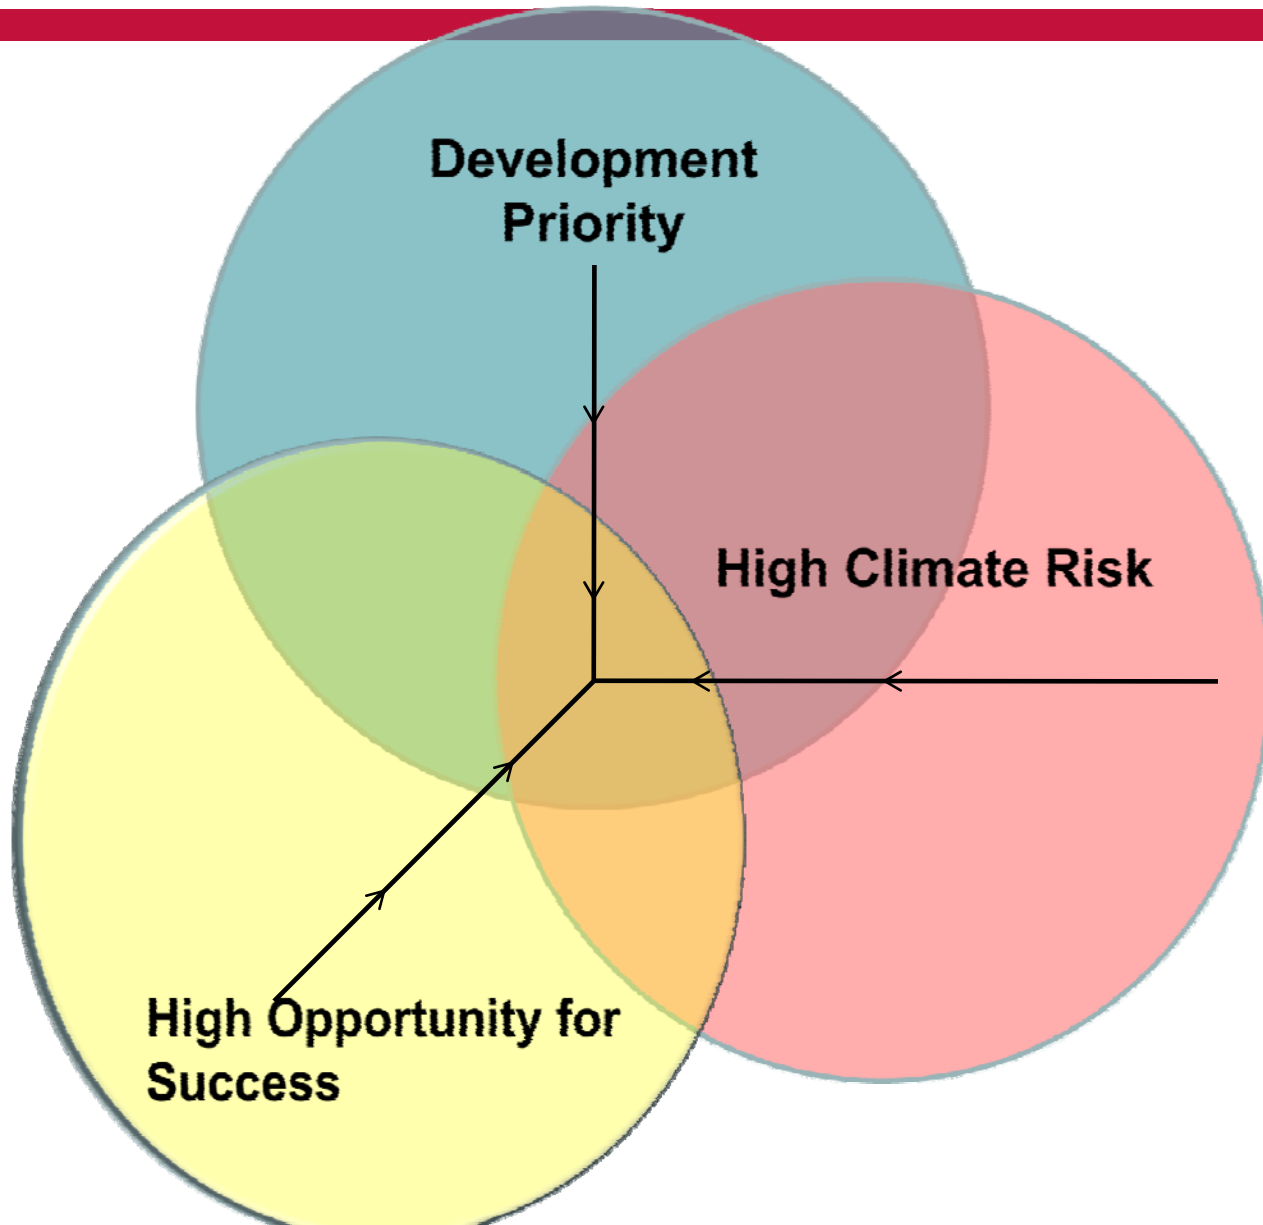 Development
Priority
High Climate Risk
High Opportunity for
Success